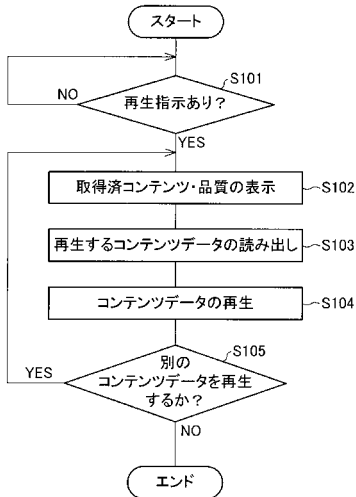 スタート
S101
再生指示あり?
NO
YES
取得済コンテンツ・品質の表示
S102
再生するコンテンツデータの読み出し
S103
コンテンツデータの再生
S104
S105
別の
コンテンツデータを再生
するか?
YES
NO
エンド